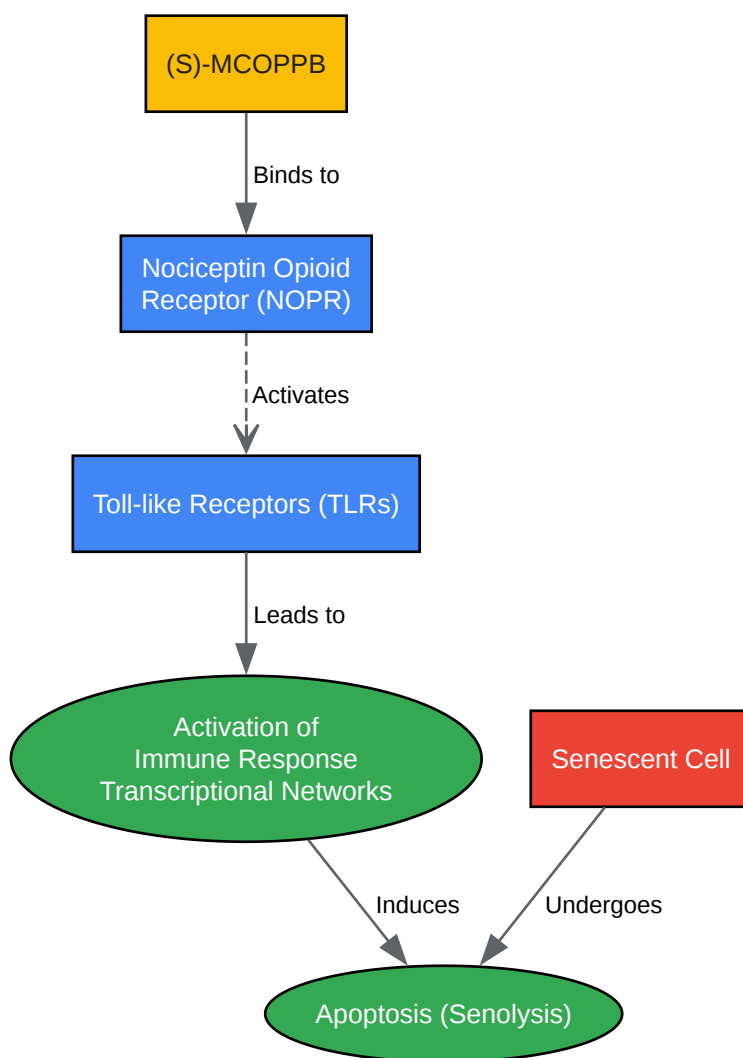 (S)-MCOPPB
Binds to
Nociceptin Opioid
Receptor (NOPR)
Activates
Toll-like Receptors (TLRs)
Leads to
Activation of
Immune Response
Transcriptional Networks
Senescent Cell
Induces
Undergoes
Apoptosis (Senolysis)